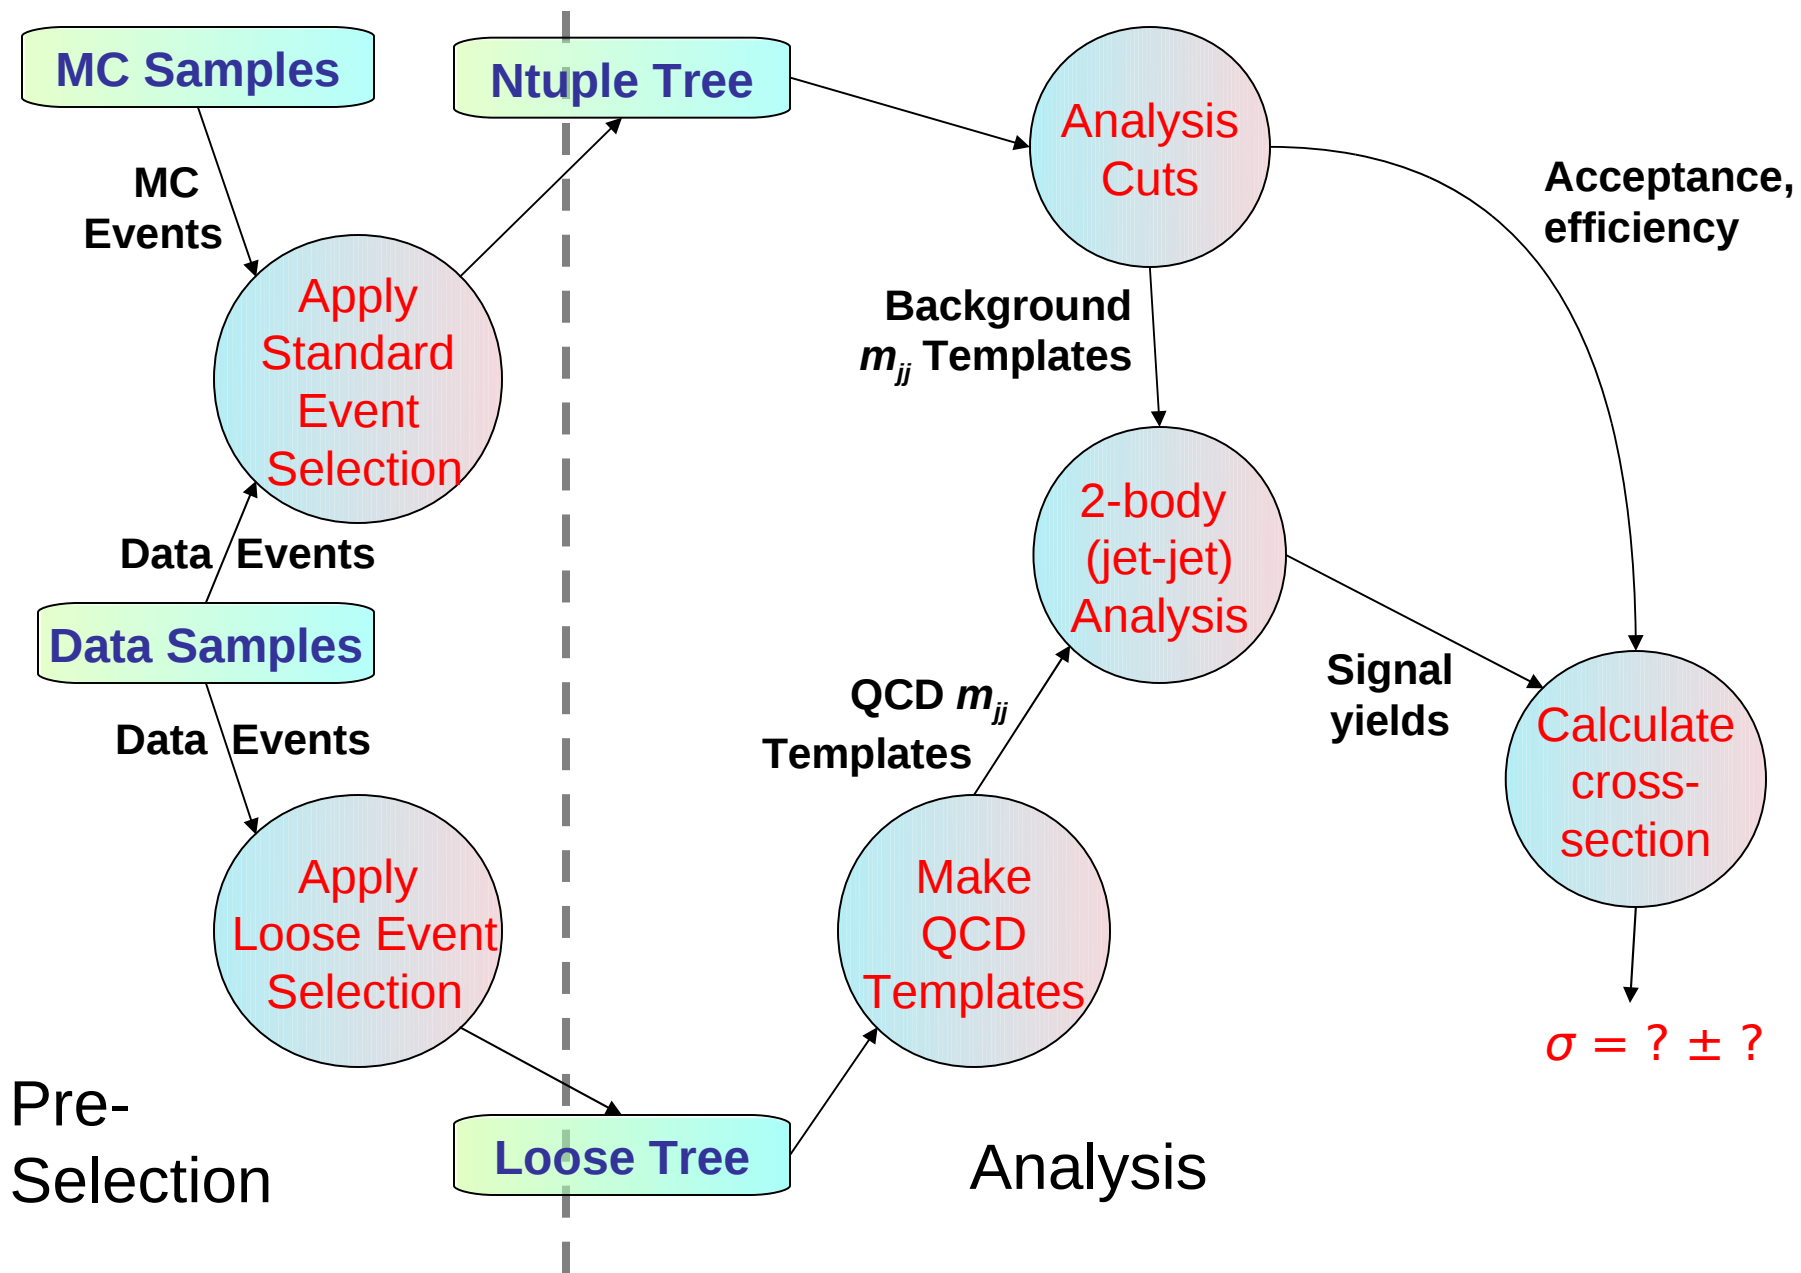 MC Samples
Ntuple Tree
Analysis
Cuts
MC
Events
Acceptance,
efficiency
Apply
Standard
Event
Selection
Background
m_jj Templates
2-body
(jet-jet)
Analysis
Data Events
Data Samples
Data Events
QCD m_jj
Templates
Signal
yields
Calculate
cross-
section
Apply
Loose Event
Selection
Make
QCD
Templates
σ = ? ± ?
Pre-
Selection
Loose Tree
Analysis